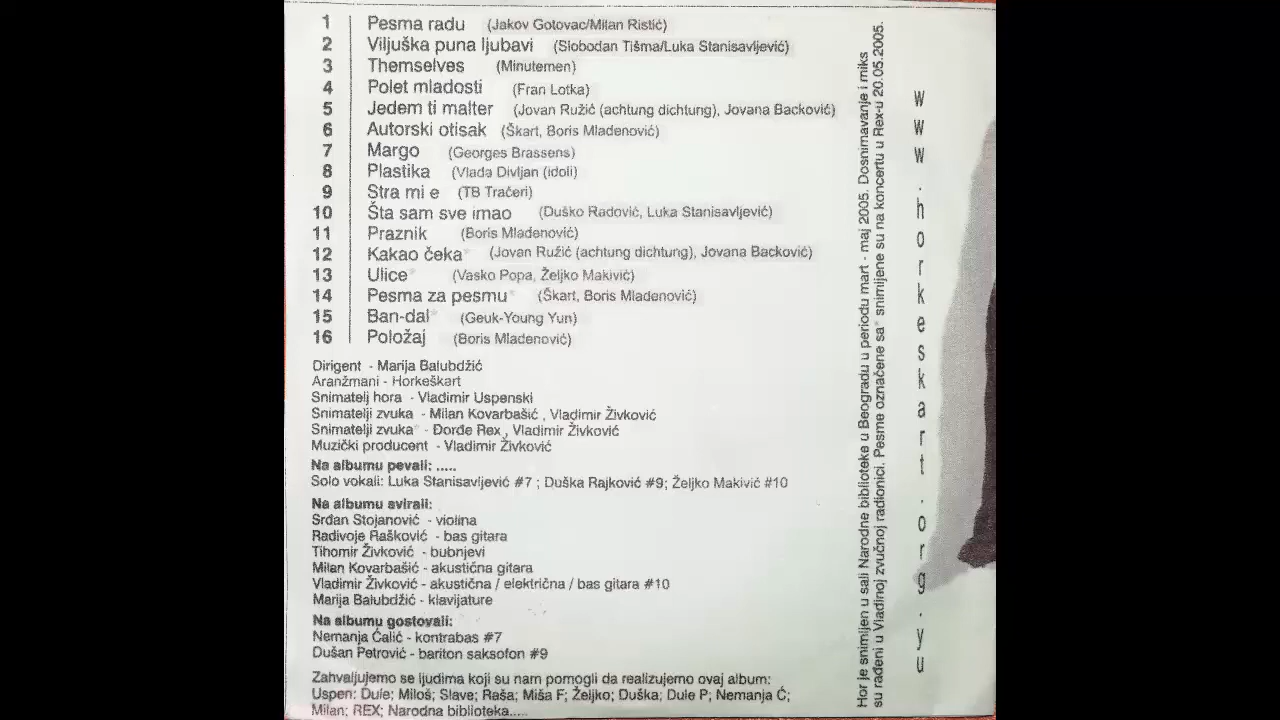 1 Pesma radu (Jakov Gotovac/Milan Ristić)
2 Viljuška puna ljubavi (Slobodan Tišma/Luka Stanisavljević)
3 Themselves (Minutemen)
4 Polet mladosti (Fran Lotka)
5 Jedem ti malter (Jovan Ružić (achtung dichtung), Jovana Backović)
6 Autorski otisak (Škart, Boris Mladenović)
7 Margo (Georges Brassens)
8 Plastika (Vlada Divljan (idoli)
9 Stra mi e (TB Tračeri)
10 Šta sam sve imao (Duško Radović, Luka Stanisavljević)
11 Praznik (Boris Mladenović)
12 Kakao čeka* (Jovan Ružić (achtung dichtung), Jovana Backović)
13 Ulice* (Vasko Popa, Željko Makivić)
14 Pesma za pesmu* (Škart, Boris Mladenović)
15 Ban-dal* (Geuk-Young Yun)
16 Položaj (Boris Mladenović)
Dirigent - Marija Balubdžić
Aranžmani - Horkeškart
Snimatelj hora - Vladimir Uspenski
Snimatelji zvuka - Milan Kovarbašić , Vladimir Živković
Snimatelji zvuka* - Đorđe Rex , Vladimir Živković
Muzički producent - Vladimir Živković
Na albumu pevali: .....
Solo vokali: Luka Stanisavljević #7 ; Duška Rajković #9; Željko Makivić #10
Na albumu svirali:
Srđan Stojanović - violina
Radivoje Rašković - bas gitara
Tihomir Živković - bubnjevi
Milan Kovarbašić - akustična gitara
Vladimir Živković - akustična / električna / bas gitara #10
Marija Balubdžić - klavijature
Na albumu gostovali:
Nemanja Ćalić - kontrabas #7
Dušan Petrović - bariton saksofon #9
Zahvaljujemo se ljudima koji su nam pomogli da realizujemo ovaj album:
Uspen; Dule; Miloš; Slave; Raša; Miša F; Željko; Duška; Dule P; Nemanja Ć;
Milan; REX; Narodna biblioteka.....
Hor je snimljen u sali Narodne biblioteke u Beogradu u periodu mart - maj 2005. Dosnimavanje i miks
su rađeni u Vladinoj zvučnoj radionici. Pesme označene sa* snimljene su na koncertu u Rex-u 20.05.2005.
www.horkeskart.org.yu